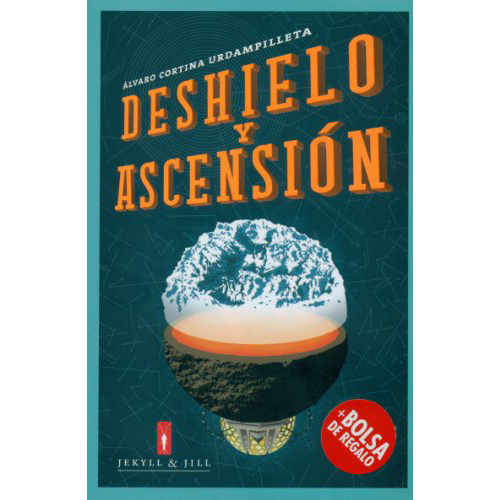 ÁLVARO CORTINA URDAMPILLETA
DESHIELO
Y
ASCENSIÓN
+ BOLSA
DE REGALO
JEKYLL & JILL